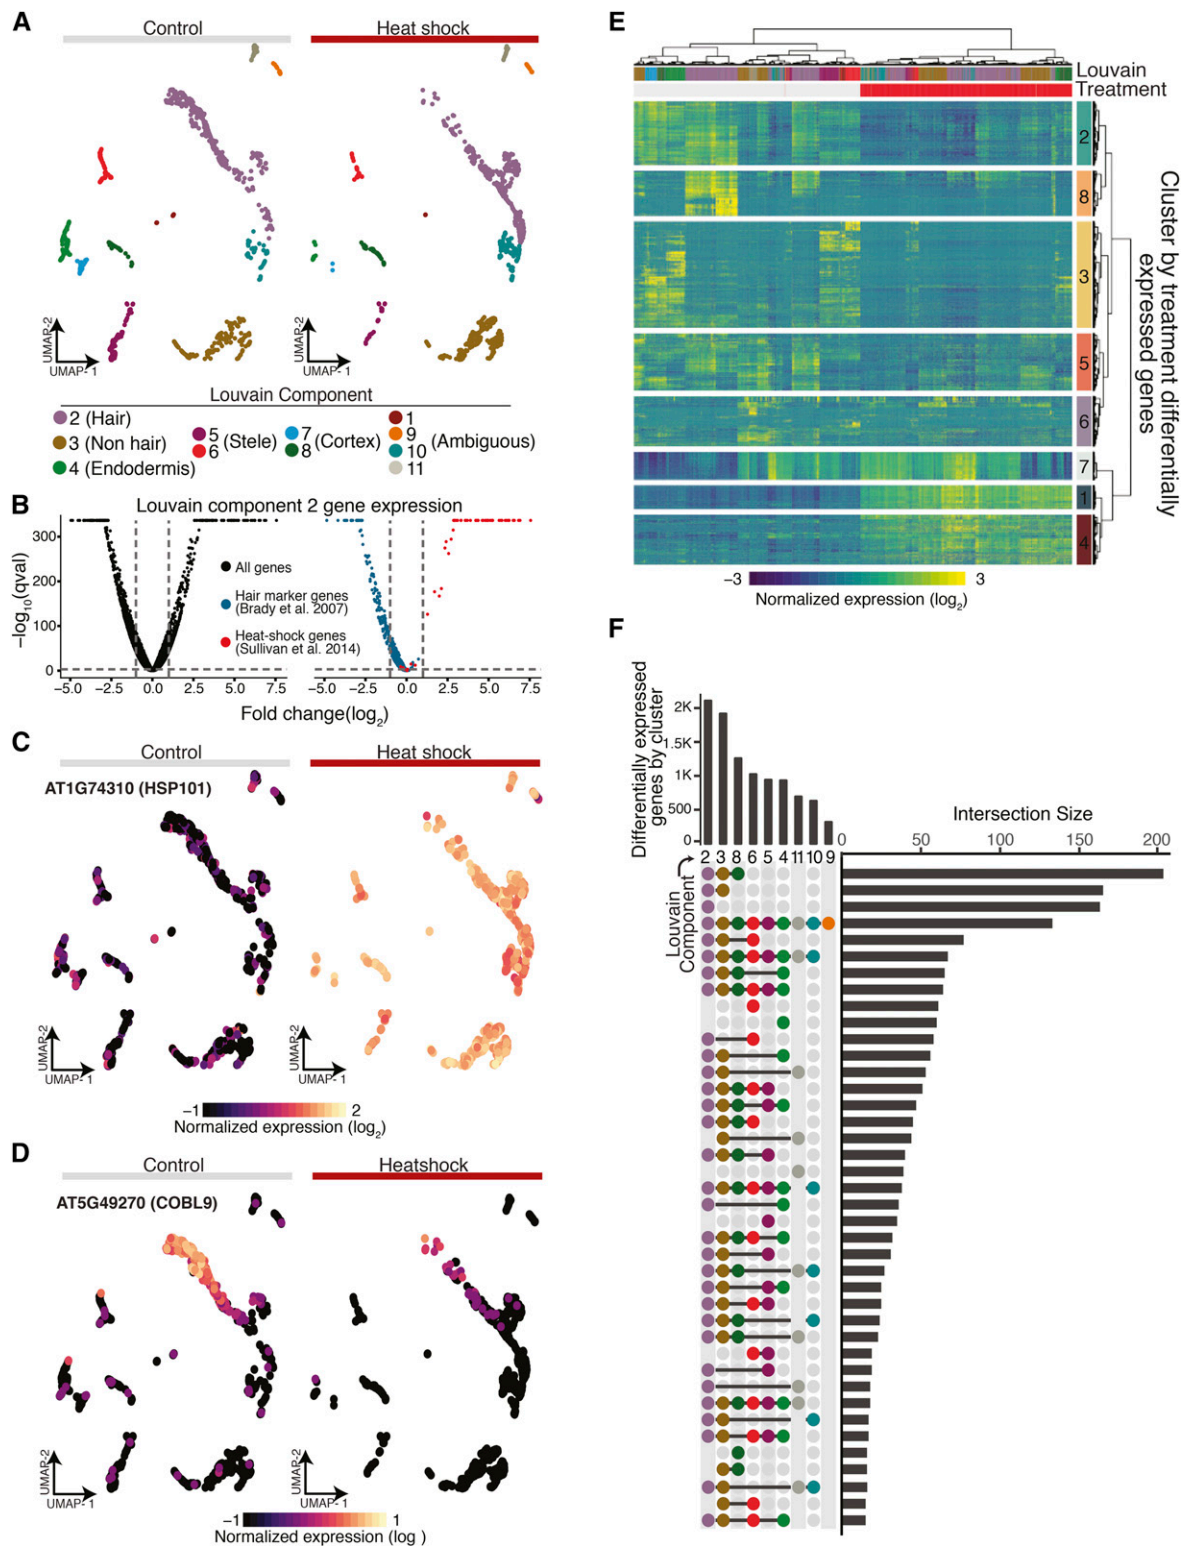 A
Control
Heat shock
UMAP-2
UMAP- 1
UMAP-2
UMAP- 1
Louvain Component
2 (Hair)
3 (Non hair)
4 (Endodermis)
5
6
(Stele)
7
8
(Cortex)
1
9
10
11
(Ambiguous)
B
Louvain component 2 gene expression
−log10(qval)
300
200
100
0
All genes
Hair marker genes
(Brady et al. 2007)
Heat-shock genes
(Sullivan et al. 2014)
−5.0 −2.5 0.0 2.5 5.0 7.5
−5.0 −2.5 0.0 2.5 5.0 7.5
Fold change(log2)
C
Control
Heat shock
AT1G74310 (HSP101)
UMAP-2
UMAP- 1
UMAP-2
UMAP- 1
−1 2
Normalized expression (log2)
D
Control
Heatshock
AT5G49270 (COBL9)
UMAP-2
UMAP- 1
UMAP-2
UMAP- 1
−1 1
Normalized expression (log )
E
Louvain
Treatment
2
8
3
5
6
7
1
4
Cluster by treatment differentially
expressed genes
−3 3
Normalized expression (log2)
F
Differentially expressed
genes by cluster
2K
1.5K
1K
500
0
Intersection Size
0 50 100 150 200
2 3 8 6 5 4 11 10 9
Louvain
Component